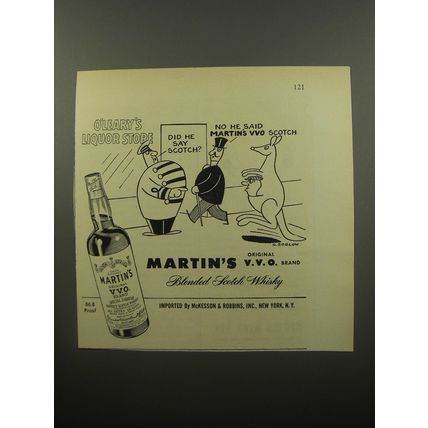 121
O'LEARY'S
LIQUOR STORE
DID HE
SAY
SCOTCH?
NO HE SAID
MARTINS VVO SCOTCH
O. SOGLOW
MARTIN'S
V.V.O.
86.8
Proof
MARTIN'S ORIGINAL V.V.O. BRAND
Blended Scotch Whisky
IMPORTED BY McKESSON & ROBBINS, INC., NEW YORK, N.Y.